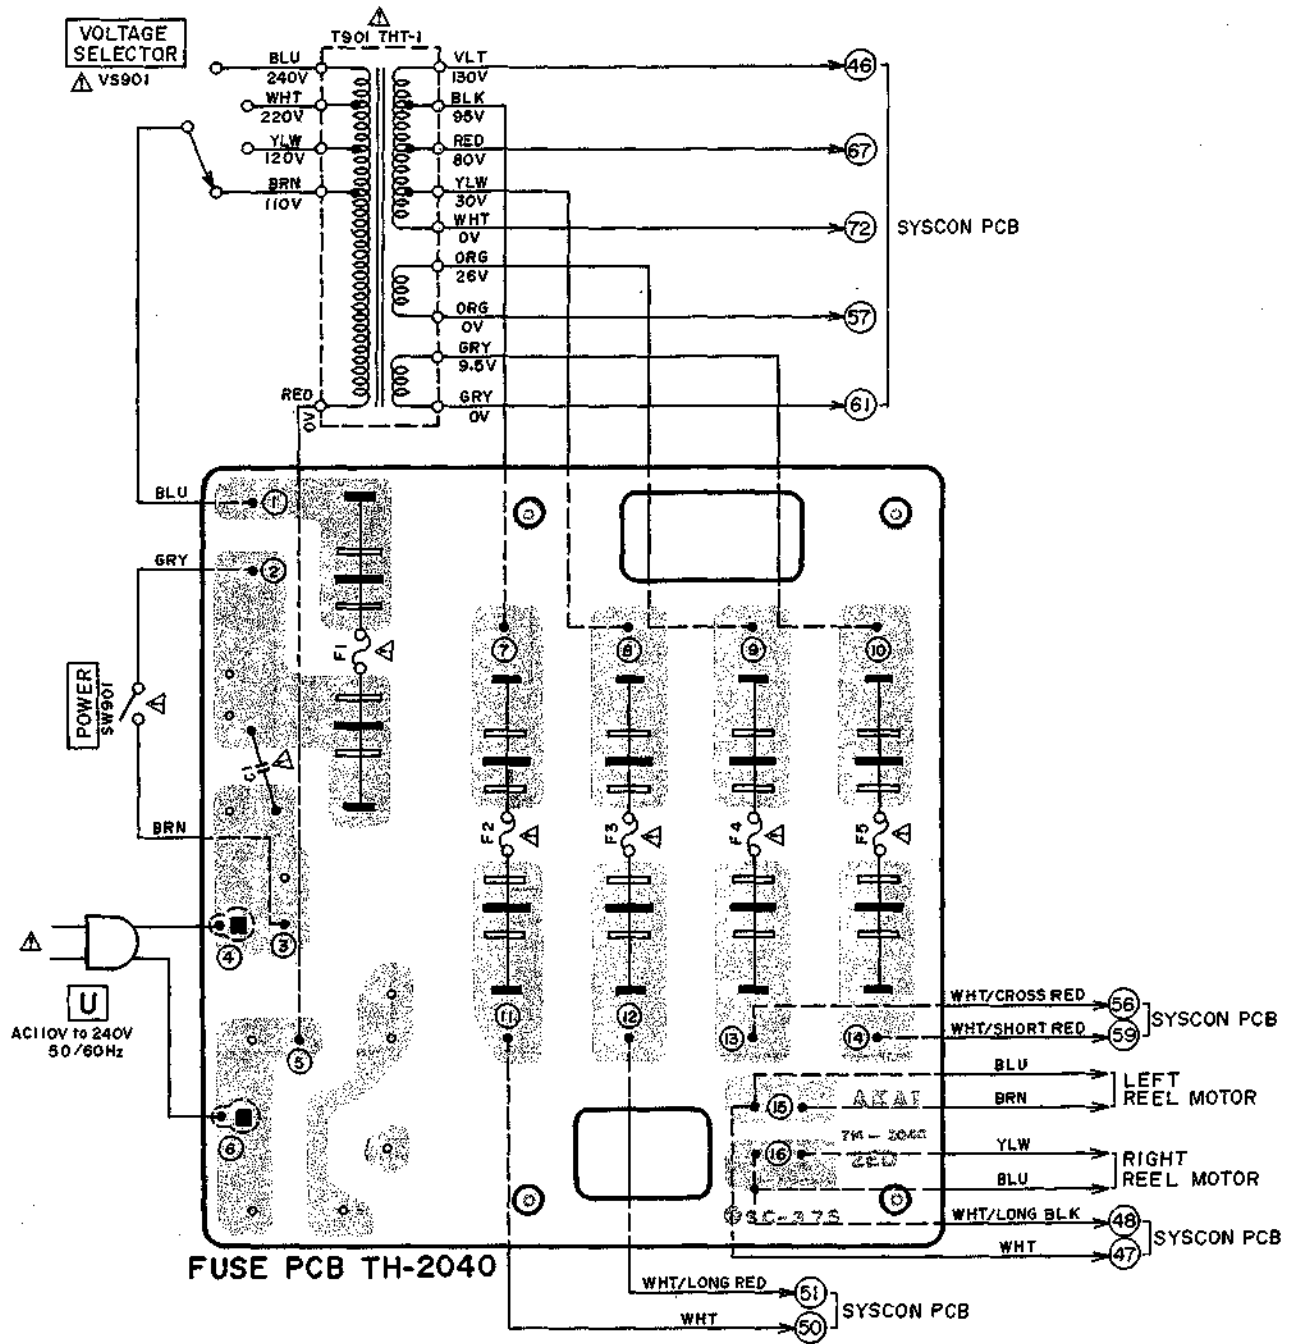 VOLTAGE
SELECTOR
VS901
T901 THT-1
BLU
240V
WHT
220V
YLW
120V
BRN
110V
RED
0V
VLT
130V
BLK
95V
RED
80V
YLW
30V
WHT
0V
ORG
26V
ORG
0V
GRY
9.5V
GRY
0V
46
67
72
57
61
SYSCON PCB
BLU
1
GRY
2
POWER
SW901
BRN
C1
F1
3
4
5
6
U
AC110V to 240V
50/60Hz
7
8
9
10
F2
F3
F4
F5
11
12
13
14
WHT/CROSS RED
56
WHT/SHORT RED
59
SYSCON PCB
15
AKAI
BLU
BRN
LEFT
REEL MOTOR
16
YLW
BLU
RIGHT
REEL MOTOR
WHT/LONG BLK
48
WHT
47
SYSCON PCB
FUSE PCB TH-2040
WHT/LONG RED
51
WHT
50
SYSCON PCB